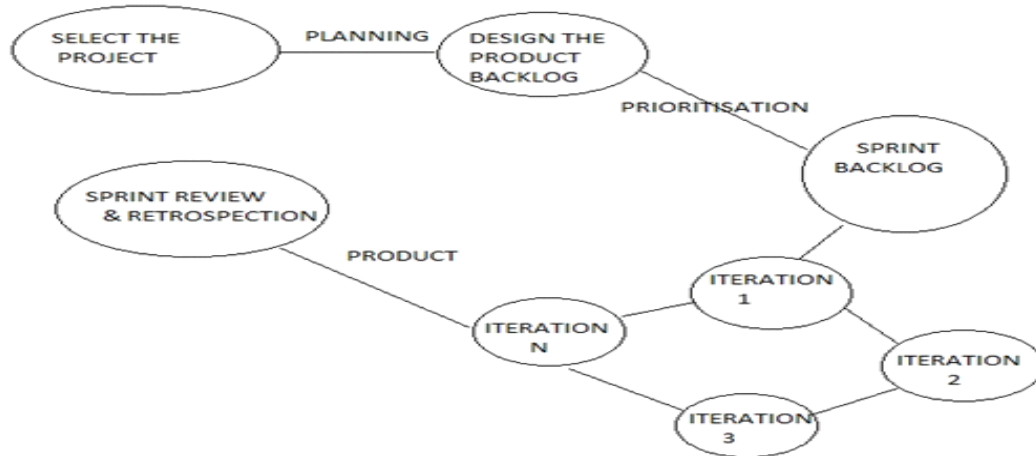 SELECT THE
PROJECT
PLANNING
DESIGN THE
PRODUCT
BACKLOG
PRIORITISATION
SPRINT
BACKLOG
SPRINT REVIEW
& RETROSPECTION
PRODUCT
ITERATION
1
ITERATION
N
ITERATION
2
ITERATION
3